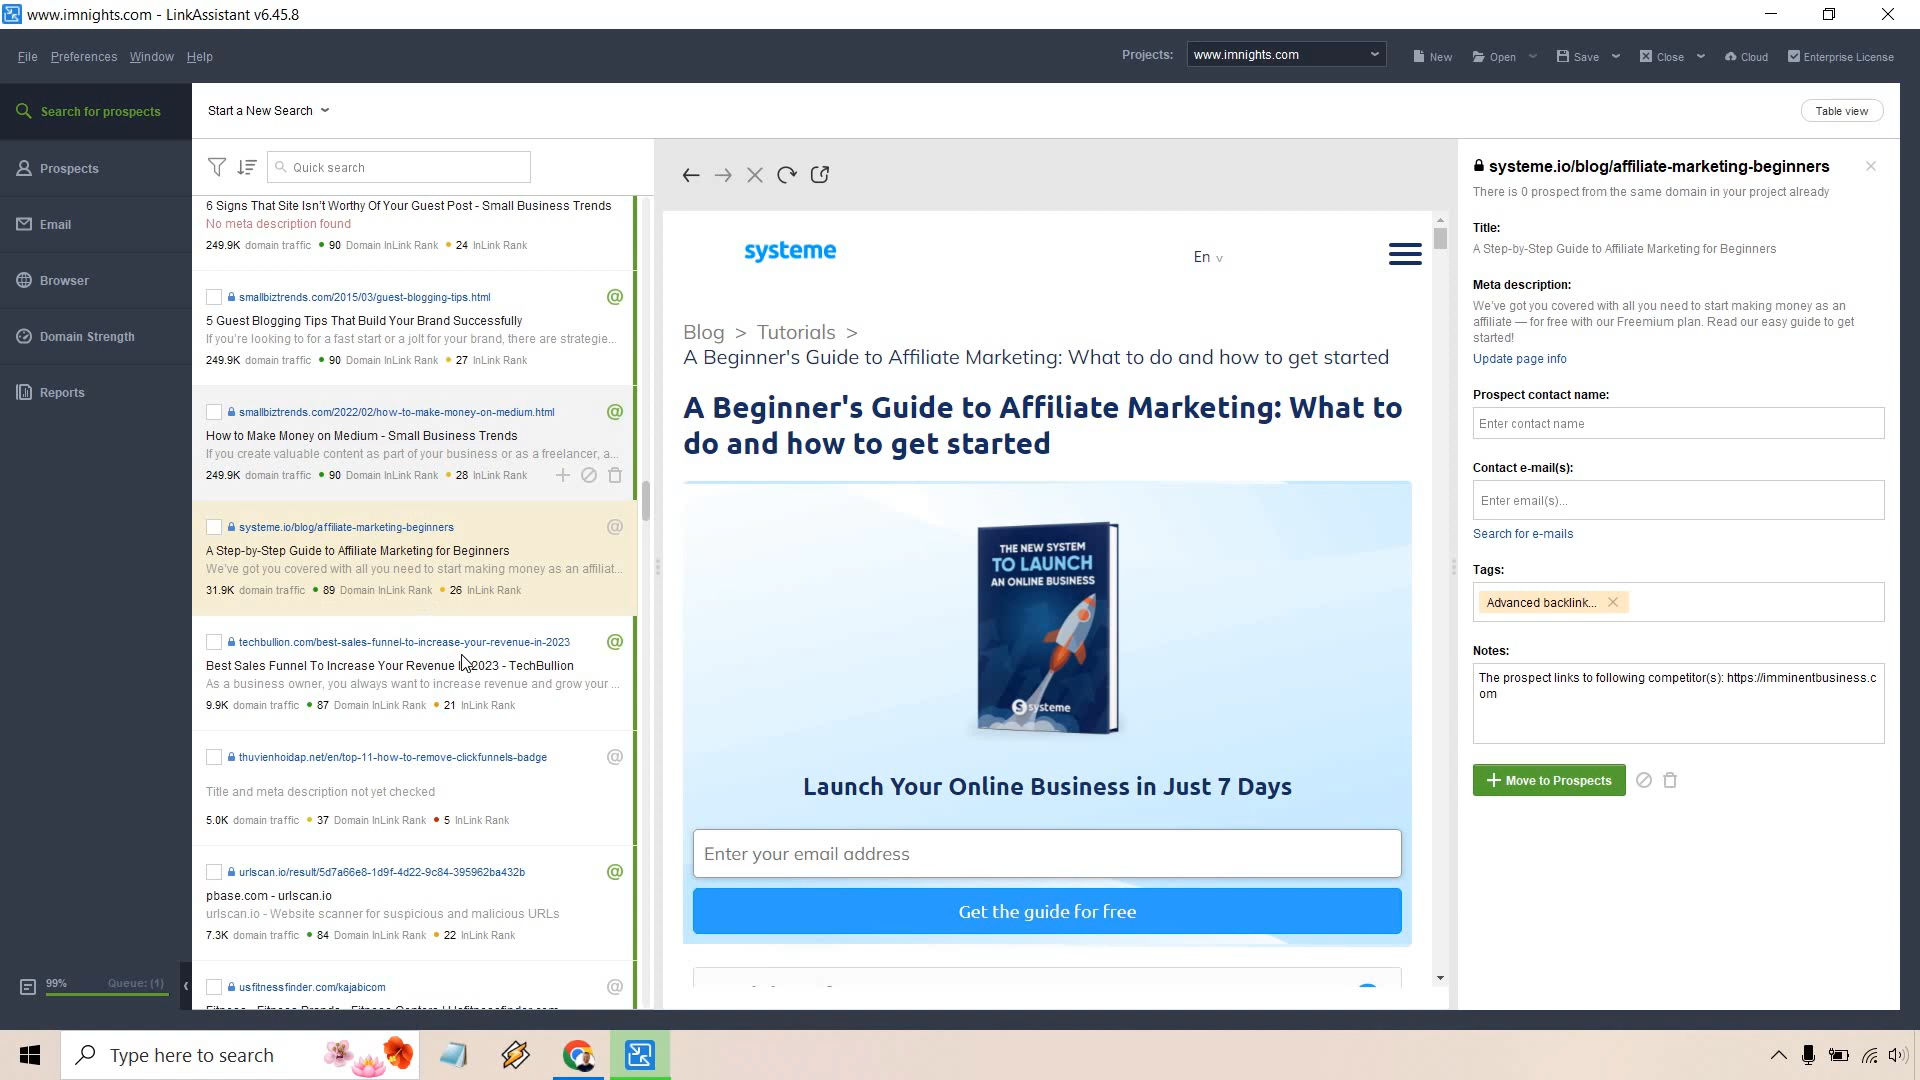 www.imnights.com - LinkAssistant v6.45.8
File Preferences Window Help
Projects: www.imnights.com New Open Save Close Cloud Enterprise License
Search for prospects
Prospects
Email
Browser
Domain Strength
Reports
99% Queue: (1)
Start a New Search
Table view
Quick search
6 Signs That Site Isn't Worthy Of Your Guest Post - Small Business Trends
No meta description found
249.9K domain traffic 90 Domain InLink Rank 24 InLink Rank
smallbiztrends.com/2015/03/guest-blogging-tips.html @
5 Guest Blogging Tips That Build Your Brand Successfully
If you're looking to for a fast start or a jolt for your brand, there are strategie...
249.9K domain traffic 90 Domain InLink Rank 27 InLink Rank
smallbiztrends.com/2022/02/how-to-make-money-on-medium.html @
How to Make Money on Medium - Small Business Trends
If you create valuable content as part of your business or as a freelancer, a...
249.9K domain traffic 90 Domain InLink Rank 28 InLink Rank
systeme.io/blog/affiliate-marketing-beginners @
A Step-by-Step Guide to Affiliate Marketing for Beginners
We've got you covered with all you need to start making money as an affiliat...
31.9K domain traffic 89 Domain InLink Rank 26 InLink Rank
techbullion.com/best-sales-funnel-to-increase-your-revenue-in-2023 @
Best Sales Funnel To Increase Your Revenue 2023 - TechBullion
As a business owner, you always want to increase revenue and grow your ...
9.9K domain traffic 87 Domain InLink Rank 21 InLink Rank
thuvienhoidap.net/en/top-11-how-to-remove-clickfunnels-badge @
Title and meta description not yet checked
5.0K domain traffic 37 Domain InLink Rank 5 InLink Rank
urlscan.io/result/5d7a66e8-1d9f-4d22-9c84-395962ba432b @
pbase.com - urlscan.io
urlscan.io - Website scanner for suspicious and malicious URLs
7.3K domain traffic 84 Domain InLink Rank 22 InLink Rank
usfitnessfinder.com/kajabicom @
systeme
En
Blog > Tutorials >
A Beginner's Guide to Affiliate Marketing: What to do and how to get started
A Beginner's Guide to Affiliate Marketing: What to
do and how to get started
THE NEW SYSTEM
TO LAUNCH
AN ONLINE BUSINESS
systeme
Launch Your Online Business in Just 7 Days
Enter your email address
Get the guide for free
systeme.io/blog/affiliate-marketing-beginners
There is 0 prospect from the same domain in your project already
Title:
A Step-by-Step Guide to Affiliate Marketing for Beginners
Meta description:
We've got you covered with all you need to start making money as an
affiliate — for free with our Freemium plan. Read our easy guide to get
started!
Update page info
Prospect contact name:
Enter contact name
Contact e-mail(s):
Enter email(s)...
Search for e-mails
Tags:
Advanced backlink...
Notes:
The prospect links to following competitor(s): https://imminentbusiness.c
om
Move to Prospects
Type here to search